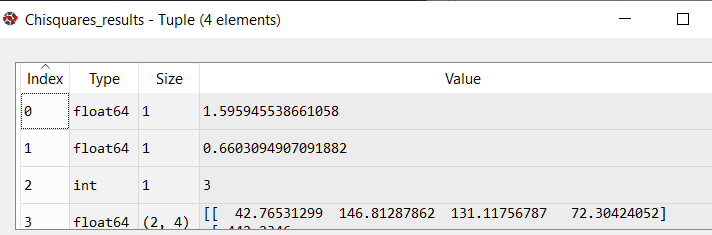 Chisquares_results - Tuple (4 elements)
Index Type Size Value
0 float64 1 1.595945538661058
1 float64 1 0.6603094907091882
2 int 1 3
3 float64 (2, 4) [[ 42.76531299 146.81287862 131.11756787 72.30424052]